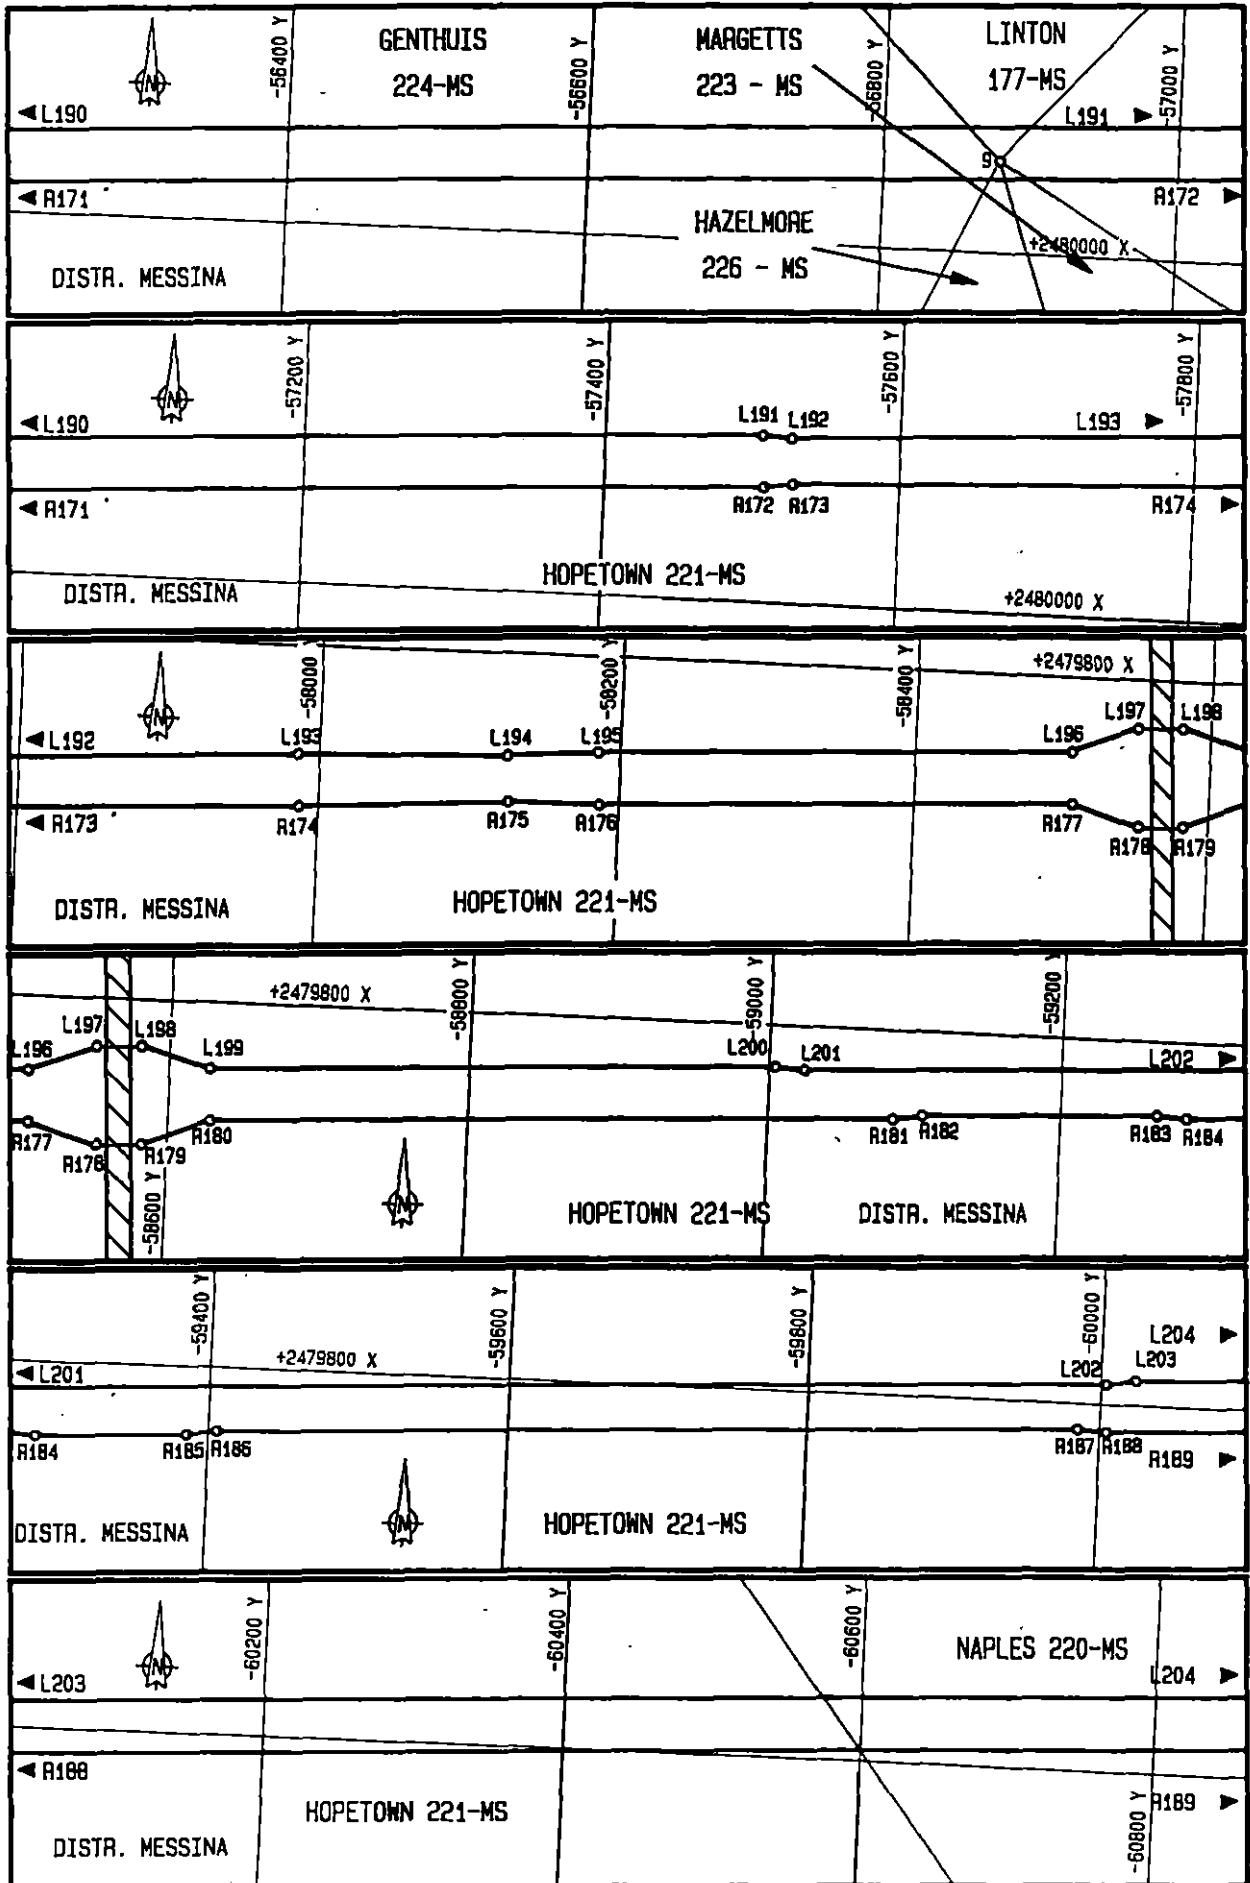 -56400 Y
GENTHUIS
224-MS
-56600 Y
MARGETTS
223 - MS
-56800 Y
LINTON
177-MS
-57000 Y
N
L190
L191
9
R171
R172
HAZELMORE
226 - MS
+2480000 X
DISTR. MESSINA
-57200 Y
-57400 Y
-57600 Y
-57800 Y
N
L190
L191 L192
L193
R171
R172 R173
R174
HOPETOWN 221-MS
DISTR. MESSINA
+2480000 X
-58000 Y
-58200 Y
-58400 Y
+2479800 X
N
L192
L193
L194
L195
L196
L197
L198
R173
R174
R175
R176
R177
R178
R179
DISTR. MESSINA
HOPETOWN 221-MS
+2479800 X
-58800 Y
-59000 Y
-59200 Y
L196
L197
L198
L199
L200
L201
L202
R177
R178
R179
R180
R181
R182
R183
R184
-58600 Y
N
HOPETOWN 221-MS
DISTR. MESSINA
-59400 Y
-59600 Y
-59800 Y
-60000 Y
+2479800 X
L201
L202
L203
L204
R184
R185 R186
R187
R188
R189
N
DISTR. MESSINA
HOPETOWN 221-MS
-60200 Y
-60400 Y
-60600 Y
NAPLES 220-MS
N
L203
L204
R188
R189
HOPETOWN 221-MS
-60800 Y
DISTR. MESSINA